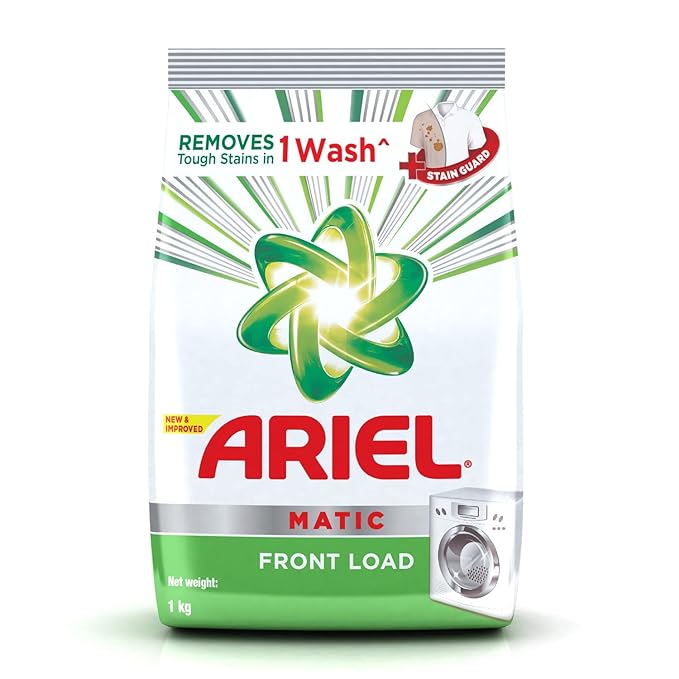 REMOVES
Tough Stains in 1 Wash^
STAIN GUARD
NEW &
IMPROVED
ARIEL®
MATIC
FRONT LOAD
Net weight:
1 kg